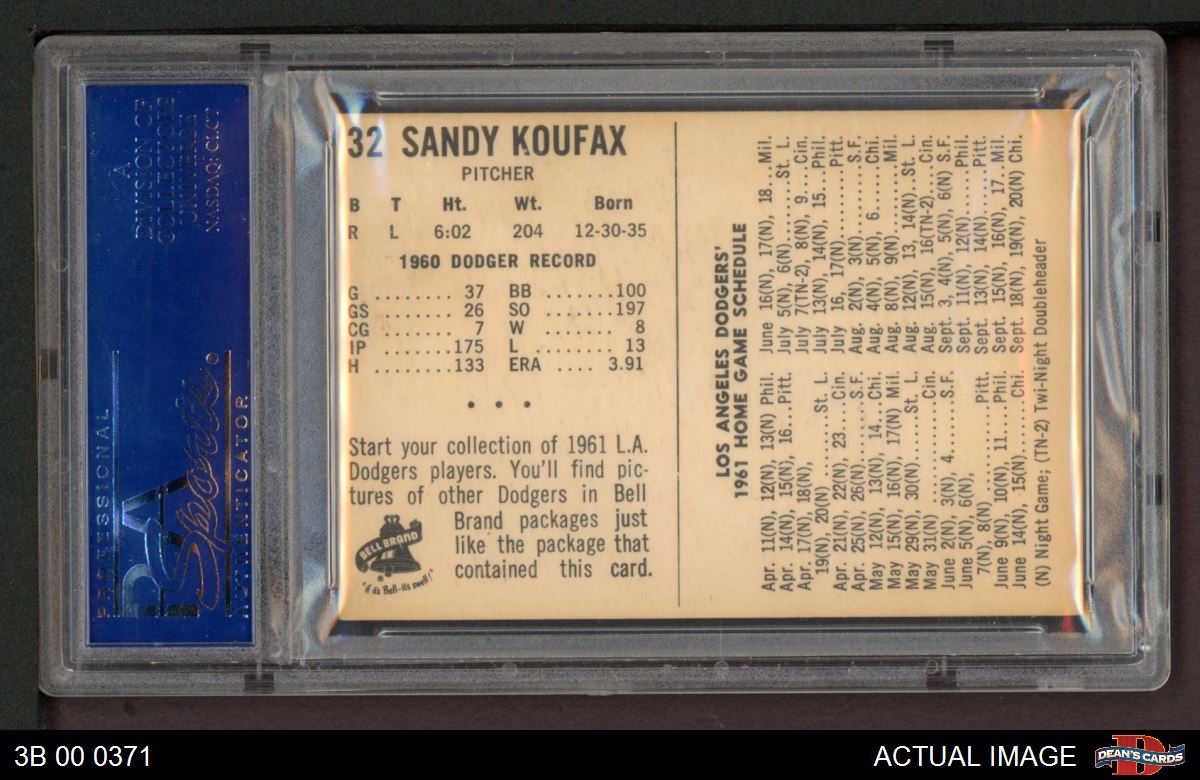 A
DIVISION OF
COLLECTORS
UNIVERSE
NASDAQ: CLCT
PROFESSIONAL
PSA
Sports
AUTHENTICATOR
32 SANDY KOUFAX
PITCHER
B T Ht. Wt. Born
R L 6:02 204 12-30-35
1960 DODGER RECORD
G ......... 37 BB .......100
GS ........ 26 SO .......197
CG ......... 7 W ......... 8
IP ........175 L ......... 13
H .........133 ERA .... 3.91
• • •
Start your collection of 1961 L.A.
Dodgers players. You'll find pic-
tures of other Dodgers in Bell
Brand packages just
like the package that
contained this card.
BELL BRAND
"if it's Bell-it's swell!"
LOS ANGELES DODGERS'
1961 HOME GAME SCHEDULE
Apr. 11(N), 12(N), 13(N) Phil.
Apr. 14(N), 15(N), 16...Pitt.
Apr. 17(N), 18(N),
19(N), 20(N) ...........St. L.
Apr. 21(N), 22(N), 23....Cin.
Apr. 25(N), 26(N)........S.F.
May 12(N), 13(N), 14...Chi.
May 15(N), 16(N), 17(N) Mil.
May 29(N), 30(N)......St. L.
May 31(N) ................Cin.
June 2(N), 3(N), 4.......S.F.
June 5(N), 6(N),
7(N), 8(N) ...............Pitt.
June 9(N), 10(N), 11...Phil.
June 14(N), 15(N)........Chi.
June 16(N), 17(N), 18...Mil.
July 5(N), 6(N).........St. L.
July 7(TN-2), 8(N), 9...Cin.
July 13(N), 14(N), 15...Phil.
July 16, 17(N)..........Pitt.
Aug. 2(N), 3(N)..........S.F.
Aug. 4(N), 5(N), 6......Chi.
Aug. 8(N), 9(N)..........Mil.
Aug. 12(N), 13, 14(N)...St. L.
Aug. 15(N), 16(TN-2)....Cin.
Sept. 3, 4(N), 5(N), 6(N) S.F.
Sept. 11(N), 12(N)......Phil.
Sept. 13(N), 14(N)......Pitt.
Sept. 15(N), 16(N), 17...Mil.
Sept. 18(N), 19(N), 20(N) Chi.
(N) Night Game; (TN-2) Twi-Night Doubleheader
3B 00 0371
ACTUAL IMAGE
DEAN'S CARDS